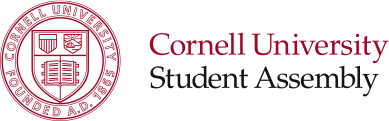 CORNELL UNIVERSITY
FOUNDED A.D. 1865
Cornell University
Student Assembly